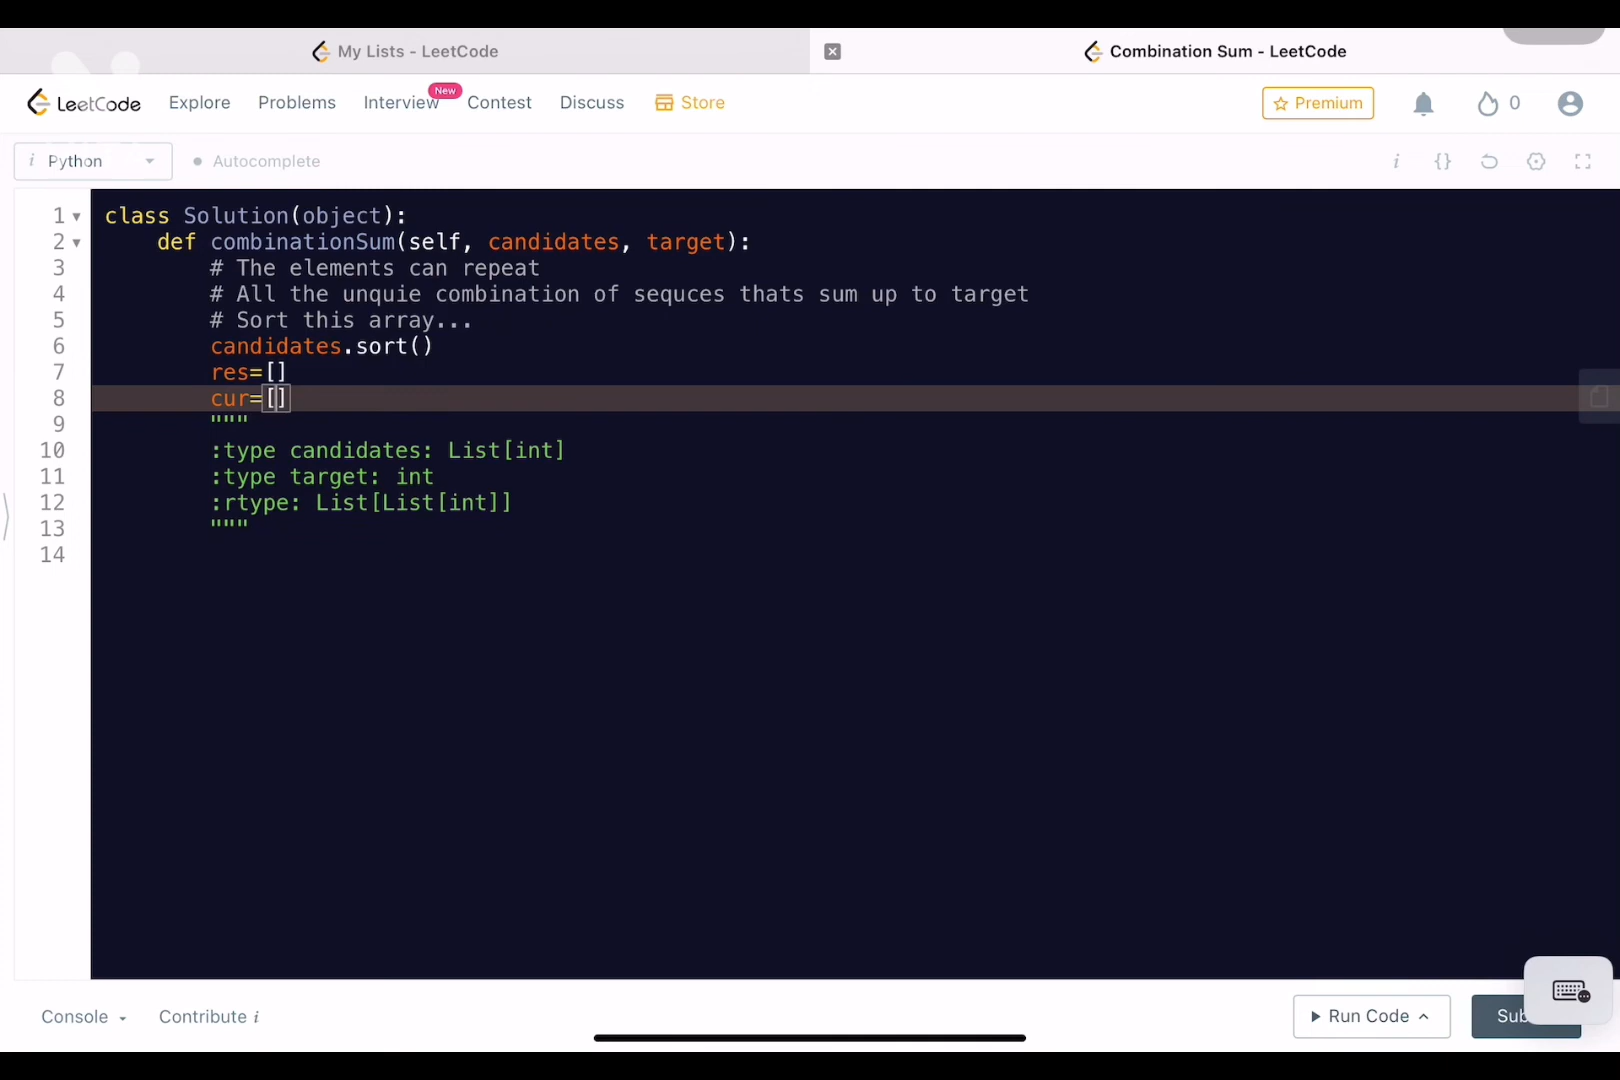 My Lists - LeetCode
Combination Sum - LeetCode
LeetCode Explore Problems Interview New Contest Discuss Store Premium 0
i Python Autocomplete i {}
1 class Solution(object):
2 def combinationSum(self, candidates, target):
3 # The elements can repeat
4 # All the unquie combination of sequces thats sum up to target
5 # Sort this array...
6 candidates.sort()
7 res=[]
8 cur=[]
9 """
10 :type candidates: List[int]
11 :type target: int
12 :rtype: List[List[int]]
13 """
14
Console Contribute i Run Code Sub